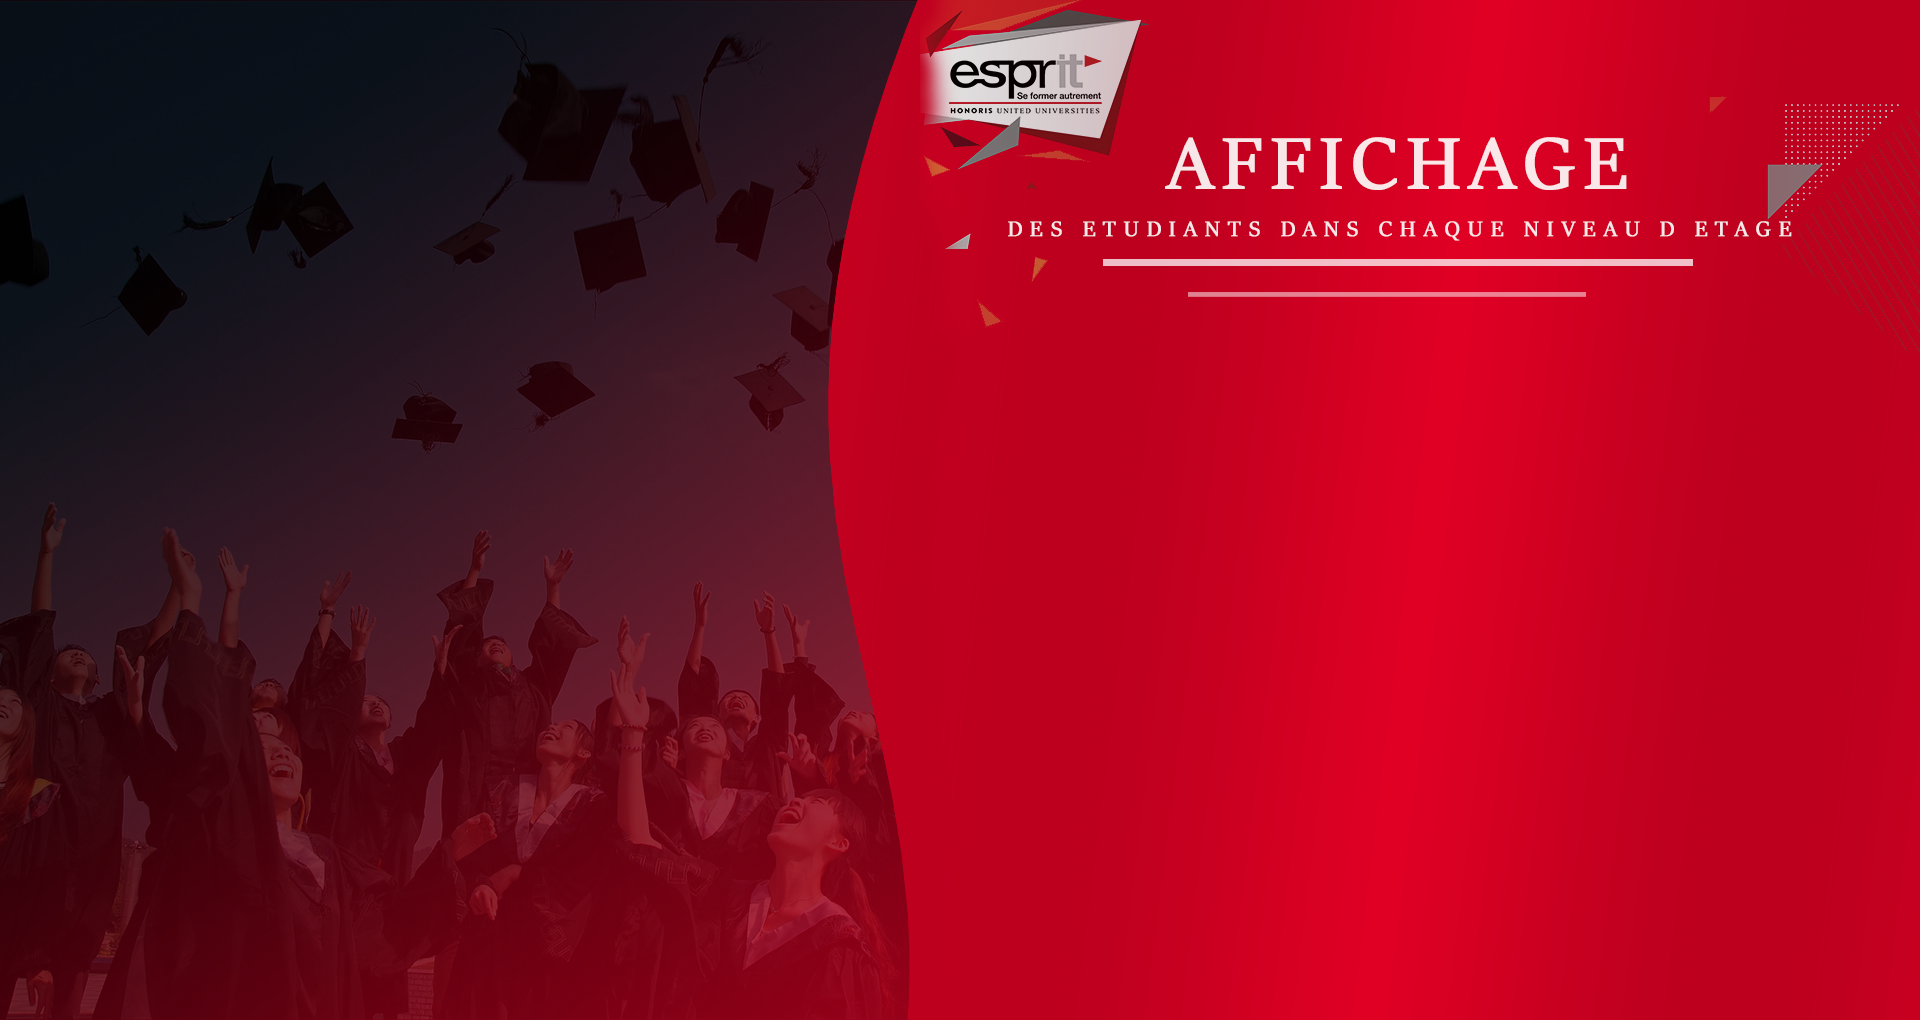 esprit
Se former autrement
HONORIS UNITED UNIVERSITIES
AFFICHAGE
DES ETUDIANTS DANS CHAQUE NIVEAU D ETAGE